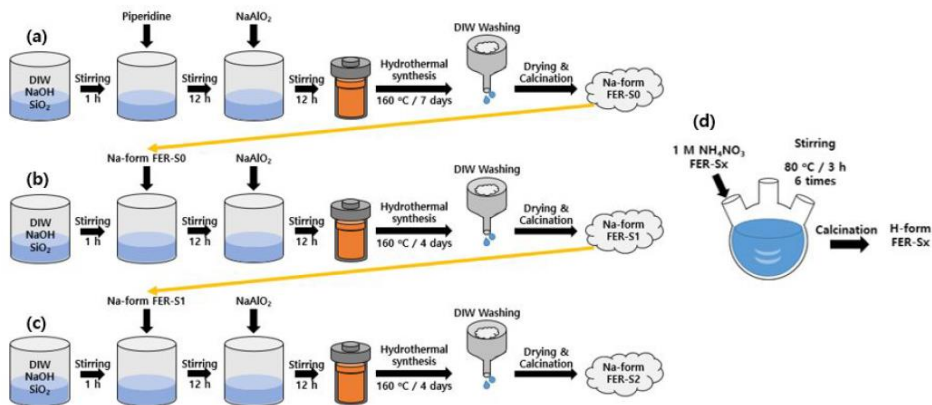 (a)
Piperidine
NaAlO₂
DIW Washing
DIW
NaOH
SiO₂
Stirring
1 h
Stirring
12 h
Stirring
12 h
Hydrothermal
synthesis
160 °C / 7 days
Drying &
Calcination
Na-form
FER-S0
(b)
Na-form FER-S0
NaAlO₂
DIW Washing
DIW
NaOH
SiO₂
Stirring
1 h
Stirring
12 h
Stirring
12 h
Hydrothermal
synthesis
160 °C / 4 days
Drying &
Calcination
Na-form
FER-S1
(c)
Na-form FER-S1
NaAlO₂
DIW Washing
DIW
NaOH
SiO₂
Stirring
1 h
Stirring
12 h
Stirring
12 h
Hydrothermal
synthesis
160 °C / 4 days
Drying &
Calcination
Na-form
FER-S2
(d)
1 M NH₄NO₃
FER-Sx
Stirring
80 °C / 3 h
6 times
Calcination
H-form
FER-Sx